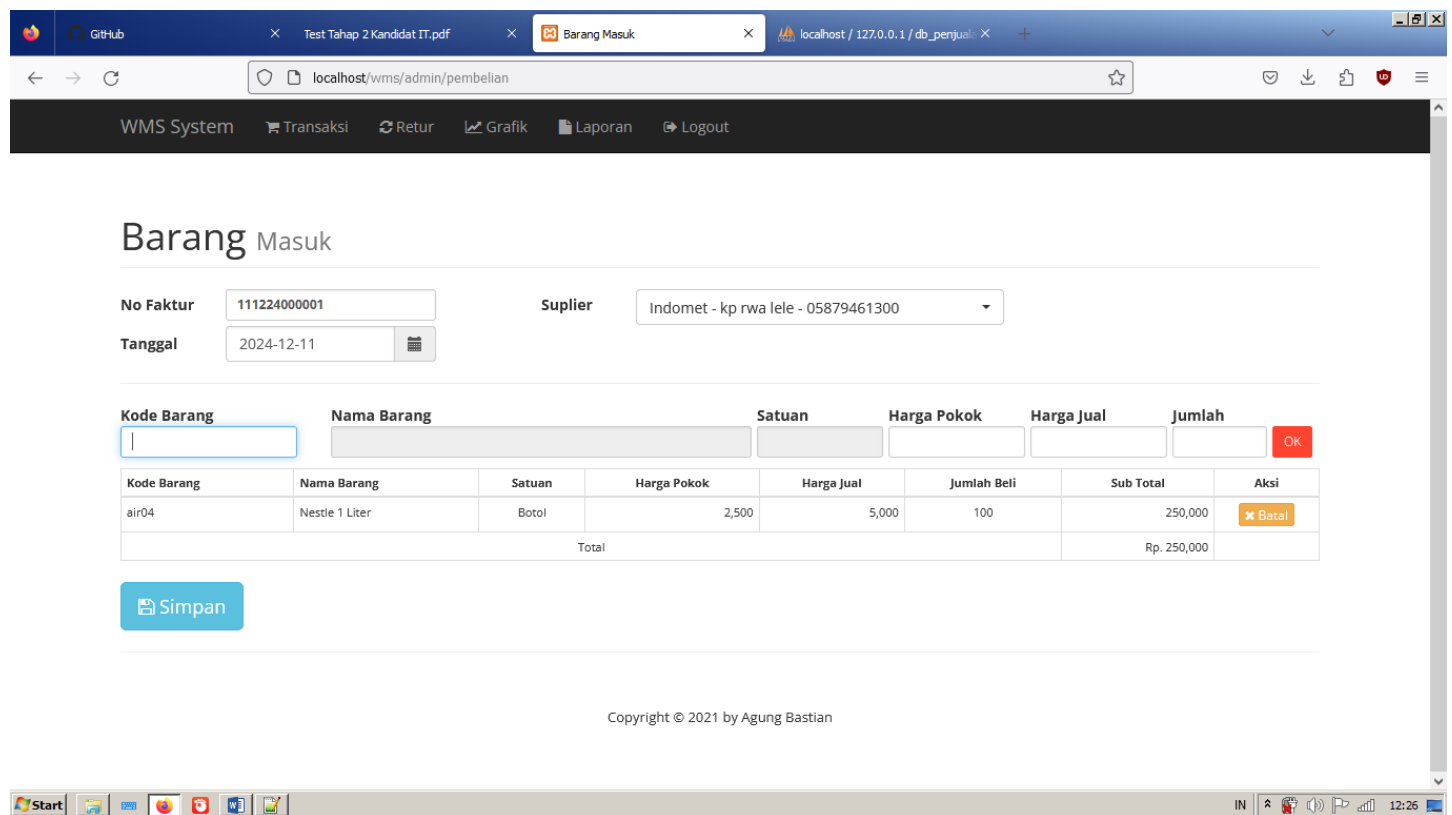 GitHub Test Tahap 2 Kandidat IT.pdf Barang Masuk localhost / 127.0.0.1 / db_penjuala
localhost/wms/admin/pembelian
WMS System Transaksi Retur Grafik Laporan Logout
Barang Masuk
No Faktur 111224000001 Suplier Indomet - kp rwa lele - 05879461300
Tanggal 2024-12-11
Kode Barang Nama Barang Satuan Harga Pokok Harga Jual Jumlah
OK
Kode Barang Nama Barang Satuan Harga Pokok Harga Jual Jumlah Beli Sub Total Aksi
air04 Nestle 1 Liter Botol 2,500 5,000 100 250,000 Batal
Total Rp. 250,000
Simpan
Copyright © 2021 by Agung Bastian
Start IN 12:26